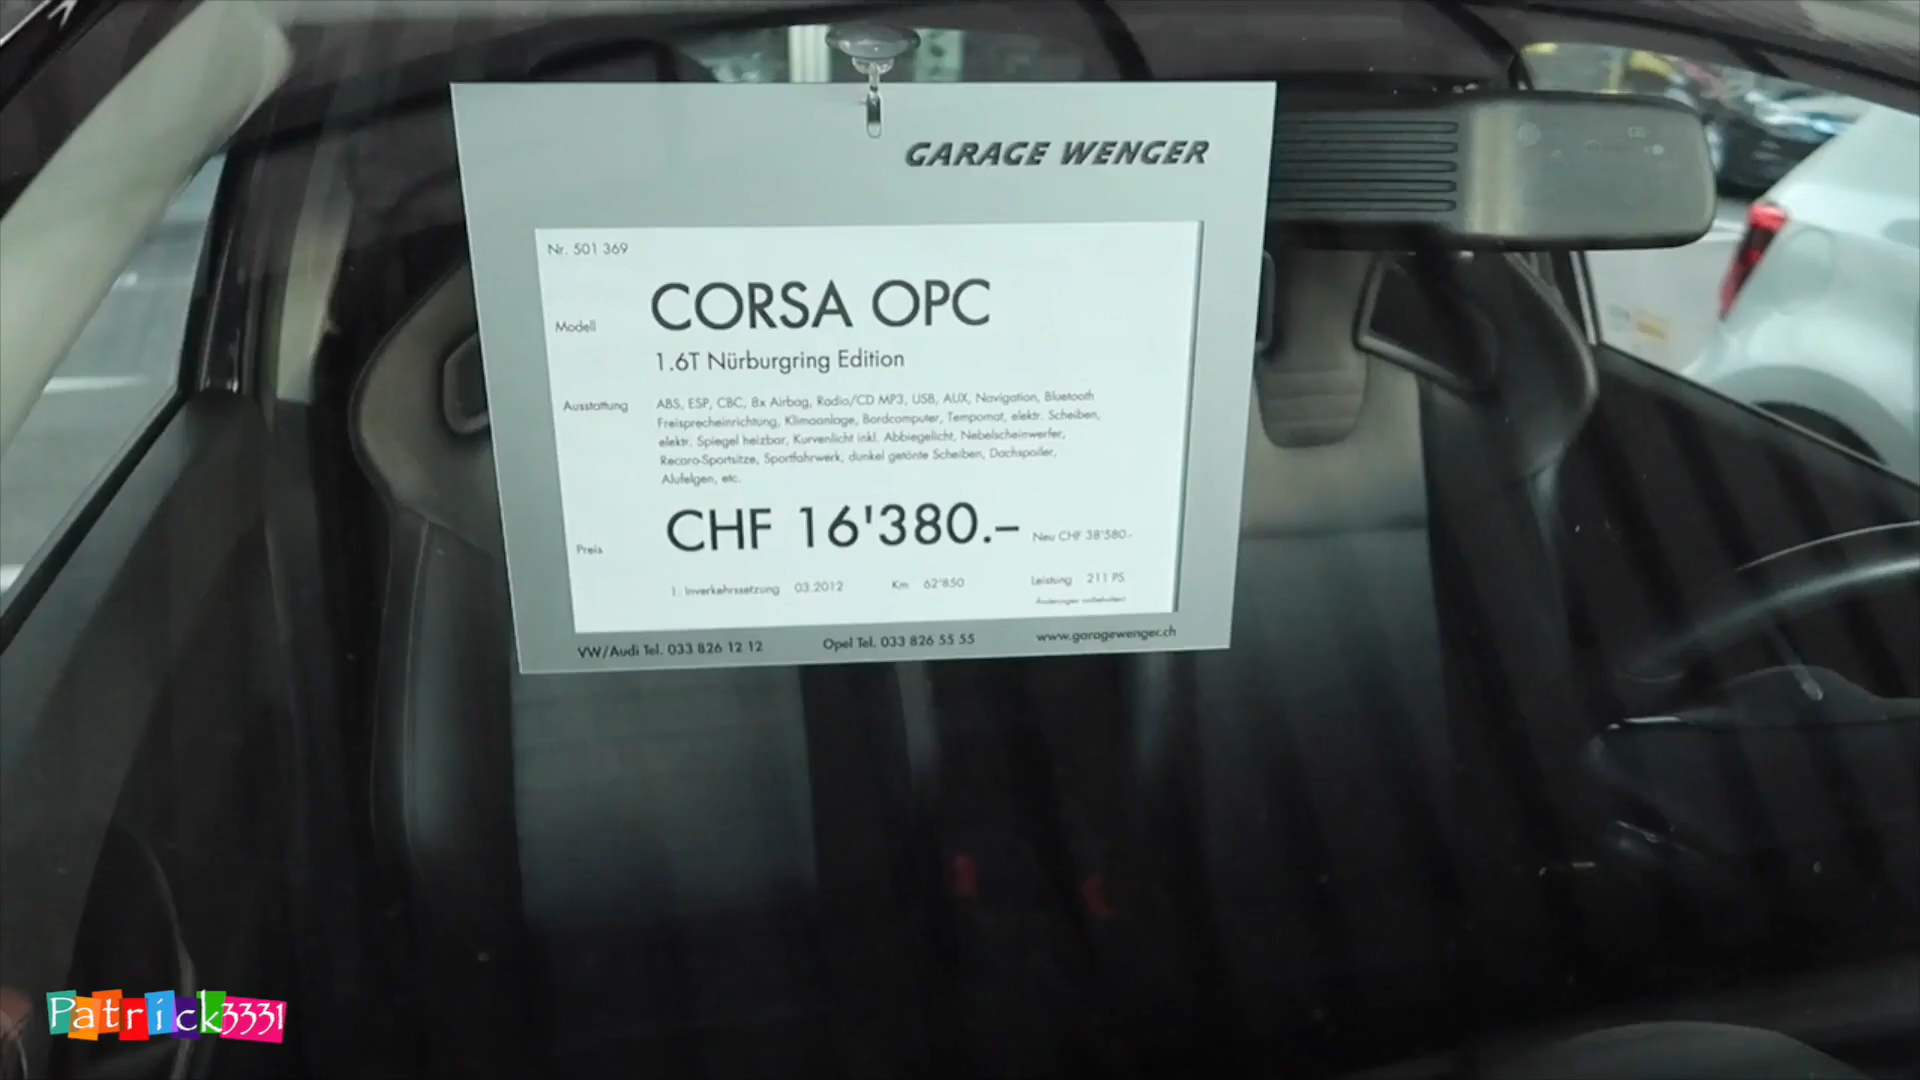 GARAGE WENGER
Nr. 501 369
Modell CORSA OPC
1.6T Nürburgring Edition
Ausstattung ABS, ESP, CBC, 8x Airbag, Radio/CD MP3, USB, AUX, Navigation, Bluetooth
Freisprecheinrichtung, Klimaanlage, Bordcomputer, Tempomat, elektr. Scheiben,
elektr. Spiegel heizbar, Kurvenlicht inkl. Abbiegelicht, Nebelscheinwerfer,
Recaro-Sportsitze, Sportfahrwerk, dunkel getönte Scheiben, Dachspoiler,
Alufelgen, etc.
Preis CHF 16'380.– Neu CHF 38'580.-
1. Inverkehrssetzung 03.2012 Km 62'850 Leistung 211 PS
Änderungen vorbehalten!
VW/Audi Tel. 033 826 12 12 Opel Tel. 033 826 55 55 www.garagewenger.ch
Patrick3331